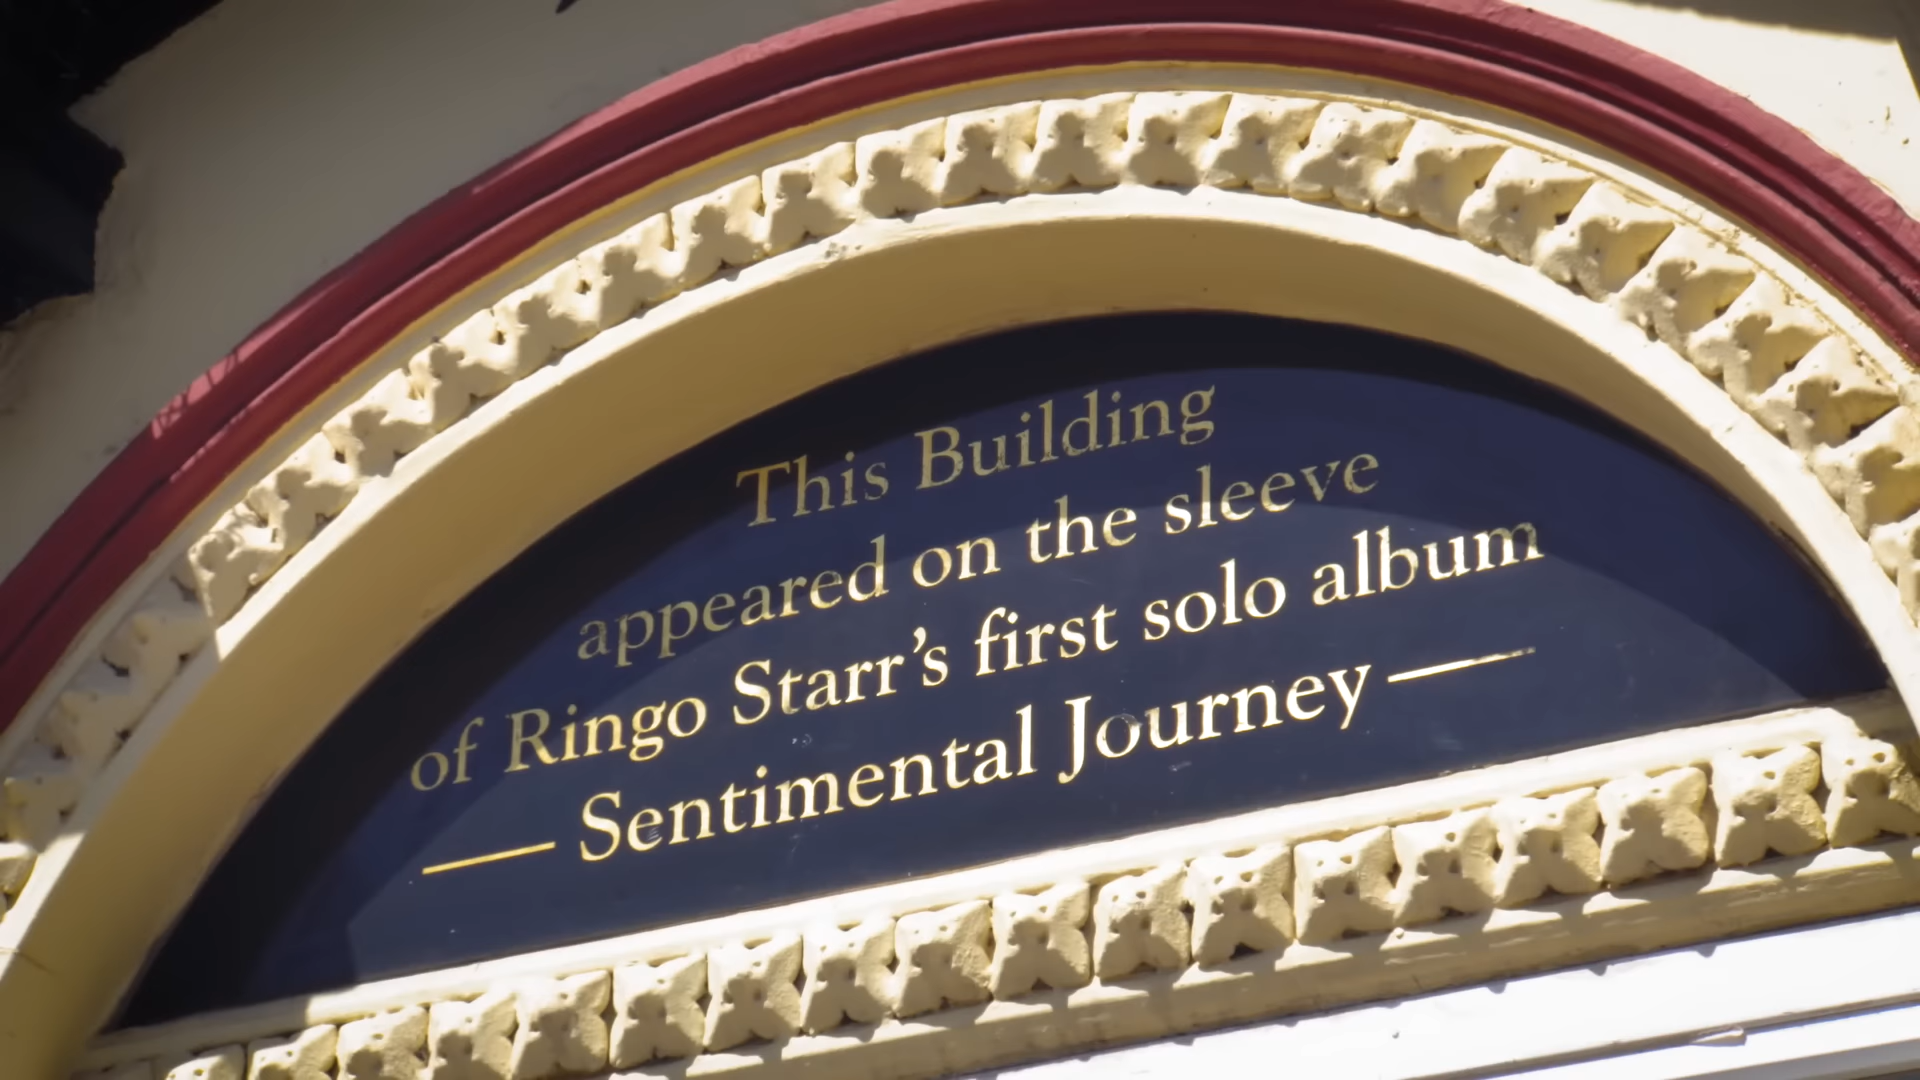 This Building
appeared on the sleeve
of Ringo Starr's first solo album
— Sentimental Journey —